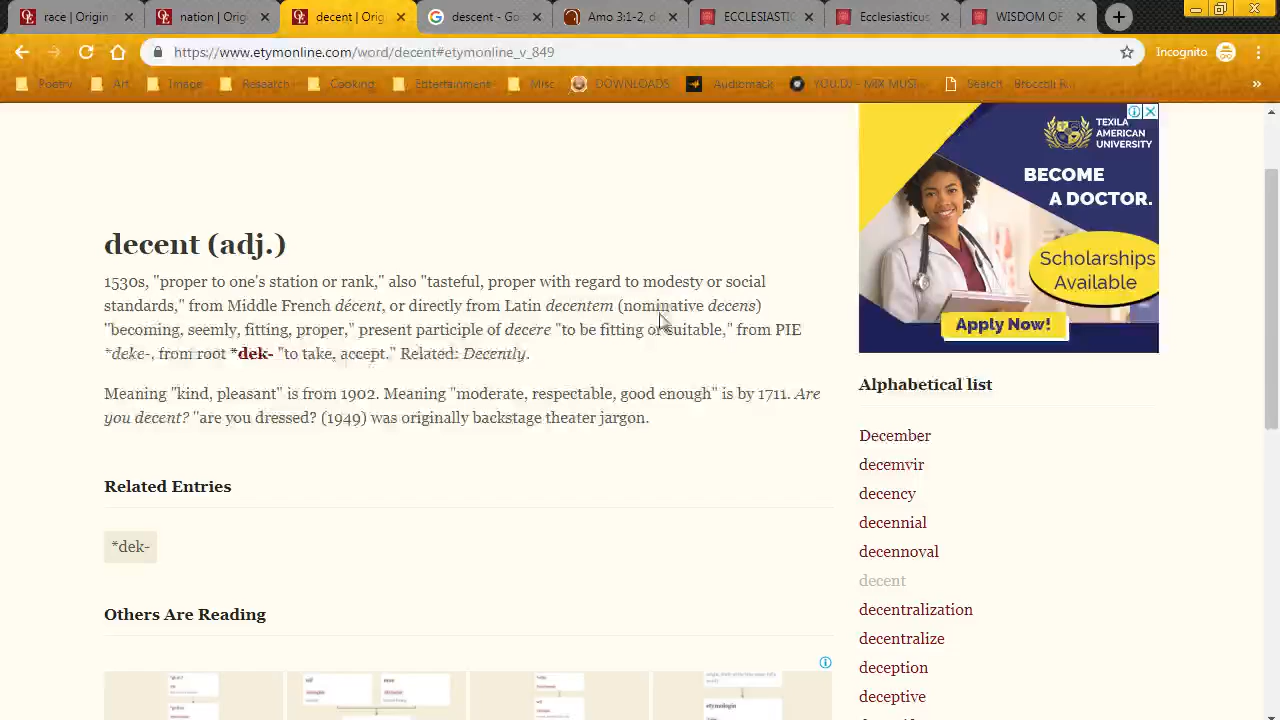 race | Orig
nation | Orig
decent | Orig
descent - Go
Amo 3:1-2, d
ECCLESIASTIC
Ecclesiasticus
WISDOM OF
https://www.etymonline.com/word/decent#etymonline_v_849
Incognito
Poetry
Art
Image
Research
Cooking
Entertainment
Misc
DOWNLOADS
Audiomack
YOU.DJ - MIX MUSI...
Search · Broccoli R...
TEXILA
AMERICAN
UNIVERSITY
BECOME
A DOCTOR.
Scholarships
Available
Apply Now!
decent (adj.)
1530s, "proper to one's station or rank," also "tasteful, proper with regard to modesty or social
standards," from Middle French décent, or directly from Latin decentem (nominative decens)
"becoming, seemly, fitting, proper," present participle of decere "to be fitting or suitable," from PIE
*deke-, from root *dek- "to take, accept." Related: Decently.
Meaning "kind, pleasant" is from 1902. Meaning "moderate, respectable, good enough" is by 1711. Are
you decent? "are you dressed? (1949) was originally backstage theater jargon.
Related Entries
*dek-
Others Are Reading
etymologie
Alphabetical list
December
decemvir
decency
decennial
decennoval
decent
decentralization
decentralize
deception
deceptive